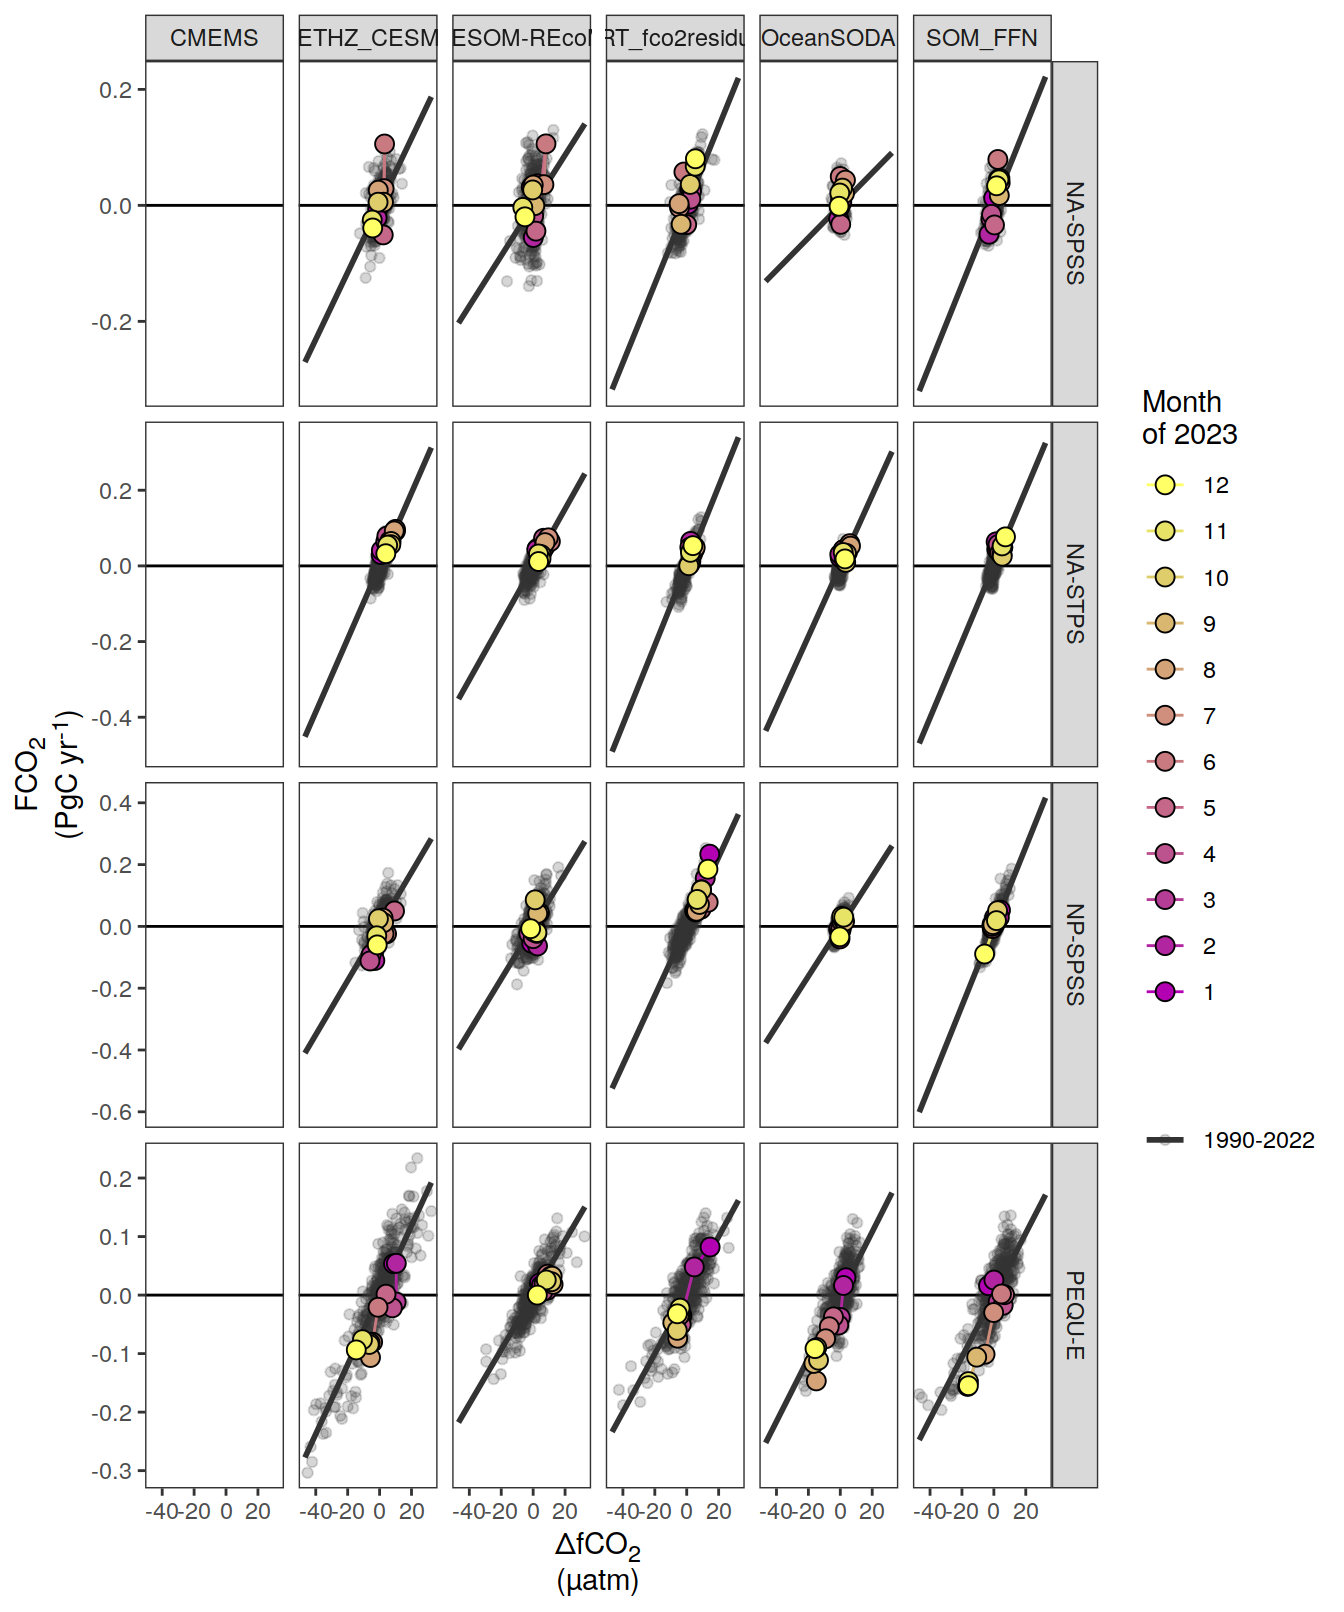 CMEMS ETHZ_CESM ESOM-REcoM RT_fco2residu OceanSODA SOM_FFN
0.2
0.0
-0.2
NA-SPSS
0.2
0.0
-0.2
-0.4
NA-STPS
0.4
0.2
0.0
-0.2
-0.4
-0.6
NP-SPSS
0.2
0.1
0.0
-0.1
-0.2
-0.3
PEQU-E
-40 -20 0 20 -40 -20 0 20 -40 -20 0 20 -40 -20 0 20 -40 -20 0 20 -40 -20 0 20
FCO2
(PgC yr-1)
ΔfCO2
(µatm)
Month
of 2023
12
11
10
9
8
7
6
5
4
3
2
1
1990-2022